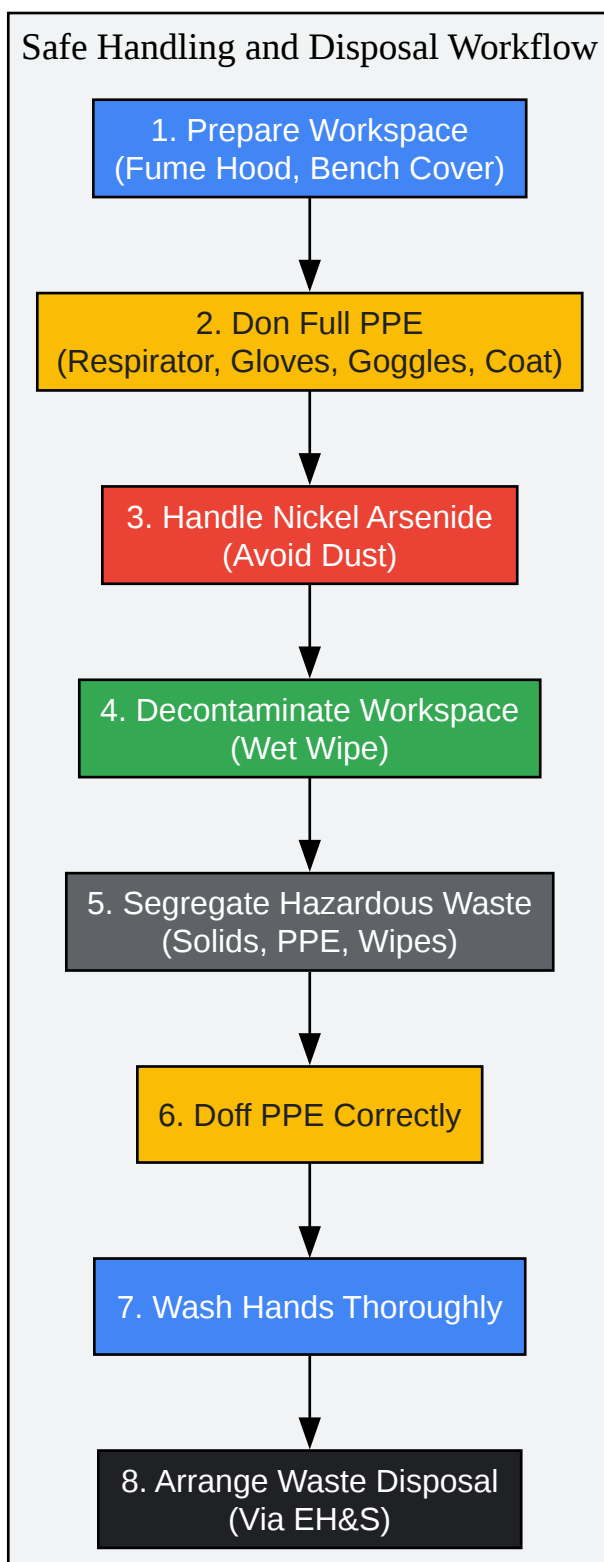 Safe Handling and Disposal Workflow
1. Prepare Workspace
(Fume Hood, Bench Cover)
2. Don Full PPE
(Respirator, Gloves, Goggles, Coat)
3. Handle Nickel Arsenide
(Avoid Dust)
4. Decontaminate Workspace
(Wet Wipe)
5. Segregate Hazardous Waste
(Solids, PPE, Wipes)
6. Doff PPE Correctly
7. Wash Hands Thoroughly
8. Arrange Waste Disposal
(Via EH&S)